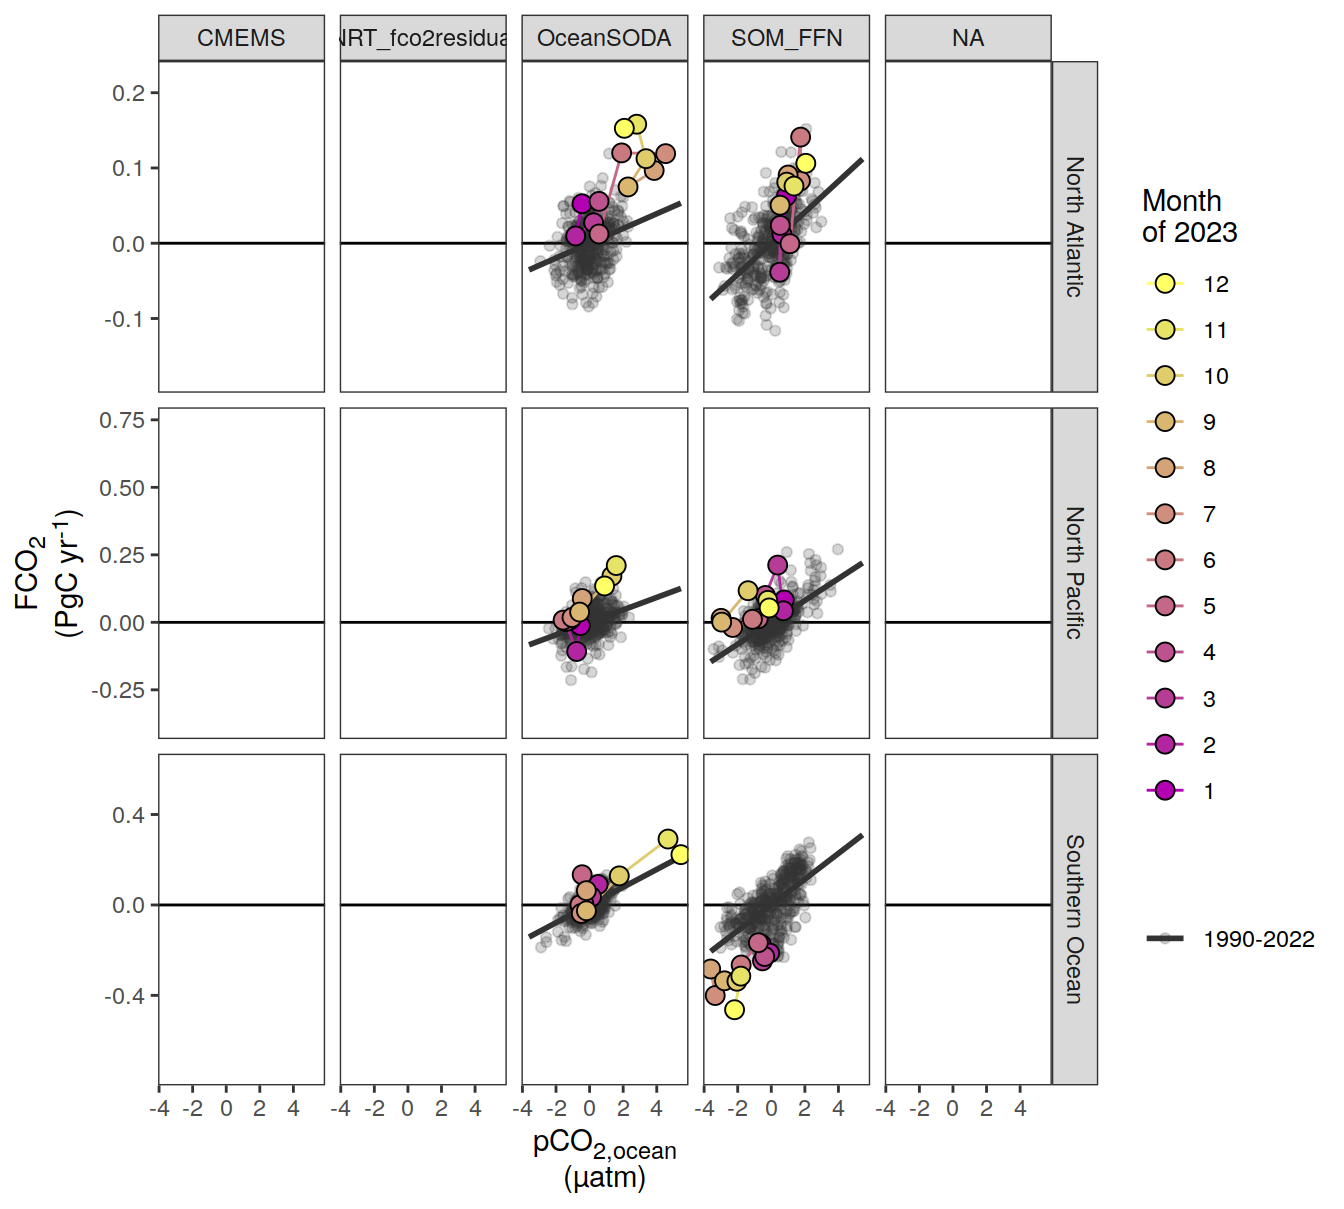 CMEMS NRT_fco2residual OceanSODA SOM_FFN NA
0.2
0.1
0.0
-0.1
North Atlantic
0.75
0.50
0.25
0.00
-0.25
North Pacific
0.4
0.0
-0.4
Southern Ocean
FCO2
(PgC yr-1)
-4 -2 0 2 4 -4 -2 0 2 4 -4 -2 0 2 4 -4 -2 0 2 4 -4 -2 0 2 4
pCO2,ocean
(µatm)
Month
of 2023
12
11
10
9
8
7
6
5
4
3
2
1
1990-2022